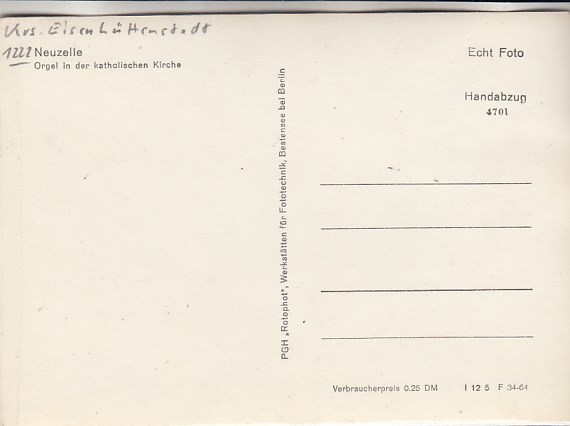 Krs. Eisenhüttenstadt
1222 Neuzelle
Orgel in der katholischen Kirche
Echt Foto
Handabzug
4701
PGH „Rotophot", Werkstätten für Fototechnik, Bestensee bei Berlin
Verbraucherpreis 0,25 DM   I 12 5   F 34-64